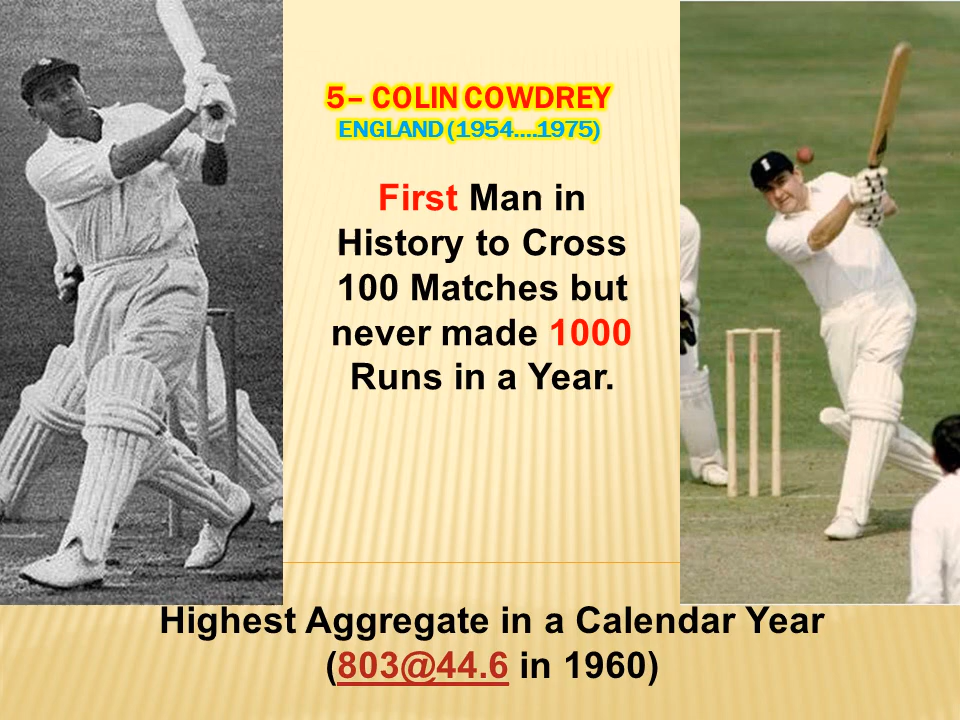 5– COLIN COWDREY
ENGLAND (1954....1975)
First Man in
History to Cross
100 Matches but
never made 1000
Runs in a Year.
Highest Aggregate in a Calendar Year
(803@44.6 in 1960)